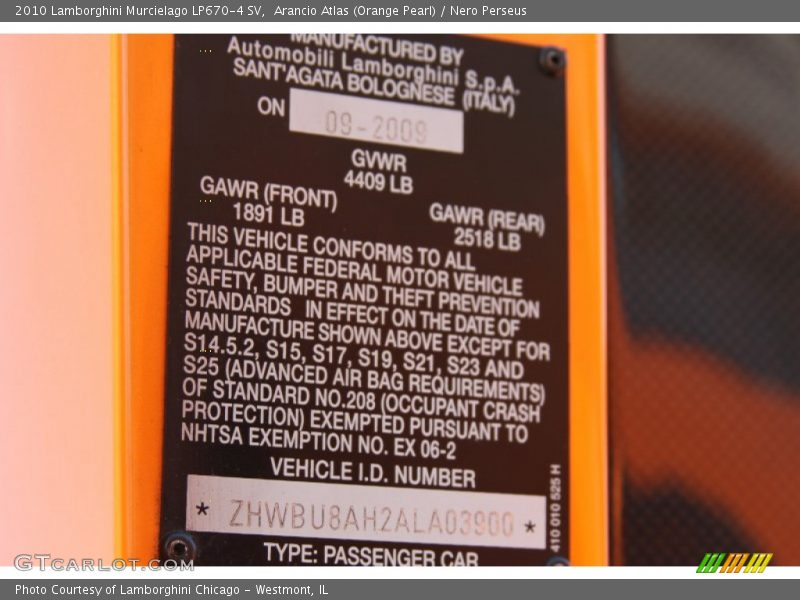 2010 Lamborghini Murcielago LP670-4 SV,  Arancio Atlas (Orange Pearl) / Nero Perseus
MANUFACTURED BY
Automobili Lamborghini S.p.A.
SANT'AGATA BOLOGNESE (ITALY)
ON 09-2009
GVWR
4409 LB
GAWR (FRONT)
1891 LB
GAWR (REAR)
2518 LB
THIS VEHICLE CONFORMS TO ALL
APPLICABLE FEDERAL MOTOR VEHICLE
SAFETY, BUMPER AND THEFT PREVENTION
STANDARDS IN EFFECT ON THE DATE OF
MANUFACTURE SHOWN ABOVE EXCEPT FOR
S14.5.2, S15, S17, S19, S21, S23 AND
S25 (ADVANCED AIR BAG REQUIREMENTS)
OF STANDARD NO.208 (OCCUPANT CRASH
PROTECTION) EXEMPTED PURSUANT TO
NHTSA EXEMPTION NO. EX 06-2
VEHICLE I.D. NUMBER
* ZHWBU8AH2ALA03900 *
TYPE: PASSENGER CAR
410 010 525 H
GTCARLOT.COM
Photo Courtesy of Lamborghini Chicago - Westmont, IL